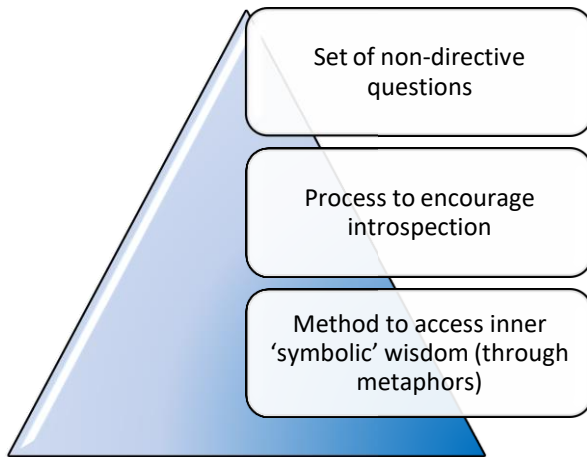 Set of non-directive
questions
Process to encourage
introspection
Method to access inner
‘symbolic’ wisdom (through
metaphors)